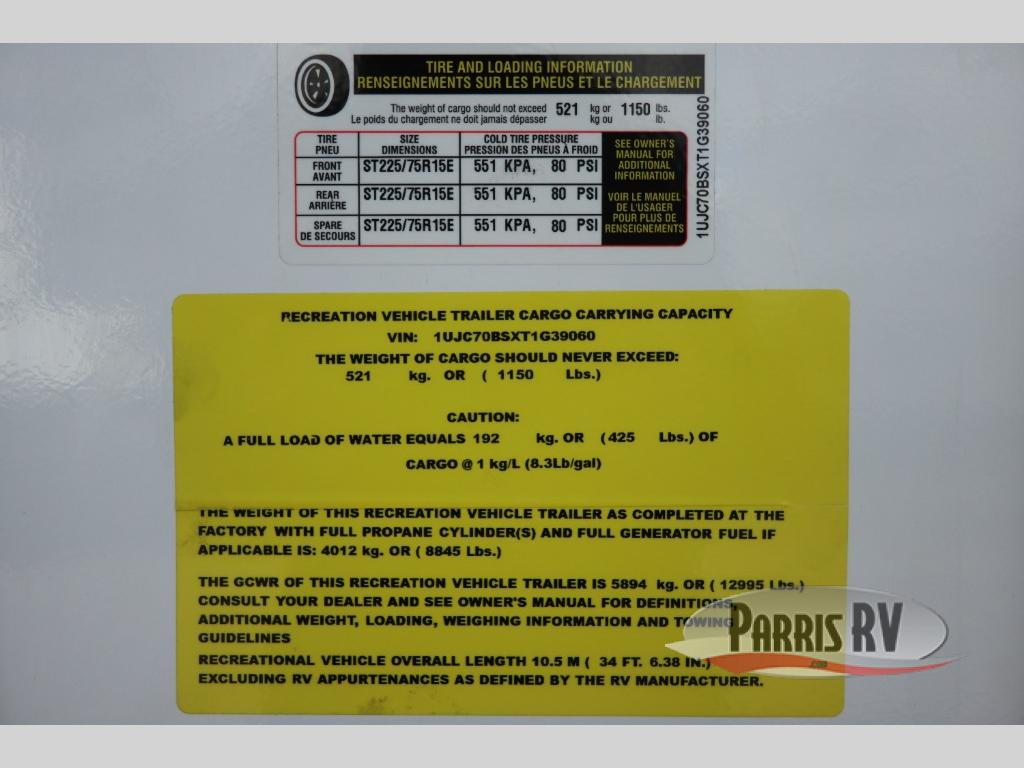 TIRE AND LOADING INFORMATION
RENSEIGNEMENTS SUR LES PNEUS ET LE CHARGEMENT
The weight of cargo should not exceed 521 kg or 1150 lbs.
Le poids du chargement ne doit jamais dépasser kg ou lb.
TIRE SIZE COLD TIRE PRESSURE
PNEU DIMENSIONS PRESSION DES PNEUS À FROID
FRONT AVANT ST225/75R15E 551 KPA, 80 PSI
REAR ARRIÈRE ST225/75R15E 551 KPA, 80 PSI
SPARE DE SECOURS ST225/75R15E 551 KPA, 80 PSI
SEE OWNER'S
MANUAL FOR
ADDITIONAL
INFORMATION
VOIR LE MANUEL
DE L'USAGER
POUR PLUS DE
RENSEIGNEMENTS
1UJC70BSXT1G39060
RECREATION VEHICLE TRAILER CARGO CARRYING CAPACITY
VIN: 1UJC70BSXT1G39060
THE WEIGHT OF CARGO SHOULD NEVER EXCEED:
521 kg. OR ( 1150 Lbs.)
CAUTION:
A FULL LOAD OF WATER EQUALS 192 kg. OR (425 Lbs.) OF
CARGO @ 1 kg/L (8.3Lb/gal)
THE WEIGHT OF THIS RECREATION VEHICLE TRAILER AS COMPLETED AT THE
FACTORY WITH FULL PROPANE CYLINDER(S) AND FULL GENERATOR FUEL IF
APPLICABLE IS: 4012 kg. OR ( 8845 Lbs.)
THE GCWR OF THIS RECREATION VEHICLE TRAILER IS 5894 kg. OR ( 12995 Lbs.)
CONSULT YOUR DEALER AND SEE OWNER'S MANUAL FOR DEFINITIONS,
ADDITIONAL WEIGHT, LOADING, WEIGHING INFORMATION AND TOWING
GUIDELINES
RECREATIONAL VEHICLE OVERALL LENGTH 10.5 M ( 34 FT. 6.38 IN.)
EXCLUDING RV APPURTENANCES AS DEFINED BY THE RV MANUFACTURER.
PARRIS RV
.com